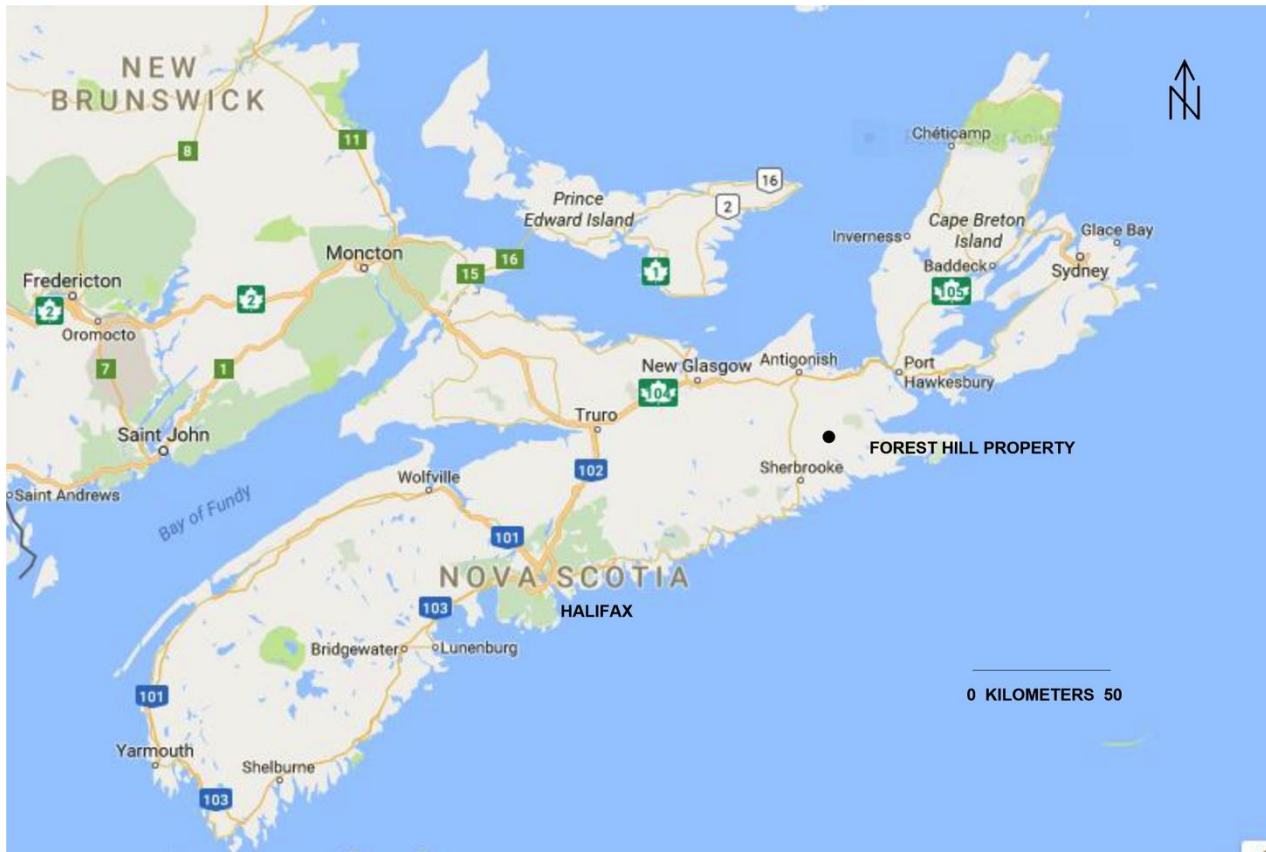 NEW
BRUNSWICK
N
11
8
Chéticamp
16
Prince
Edward Island
2
Cape Breton
Island
Glace Bay
Inverness
Moncton
16
15
1
Baddeck
Sydney
Fredericton
2
2
105
Oromocto
7
1
New Glasgow
Antigonish
Port
Hawkesbury
104
Truro
Saint John
FOREST HILL PROPERTY
102
Sherbrooke
Wolfville
Saint Andrews
Bay of Fundy
101
NOVA SCOTIA
103
HALIFAX
Bridgewater
Lunenburg
101
0 KILOMETERS 50
Yarmouth
Shelburne
103